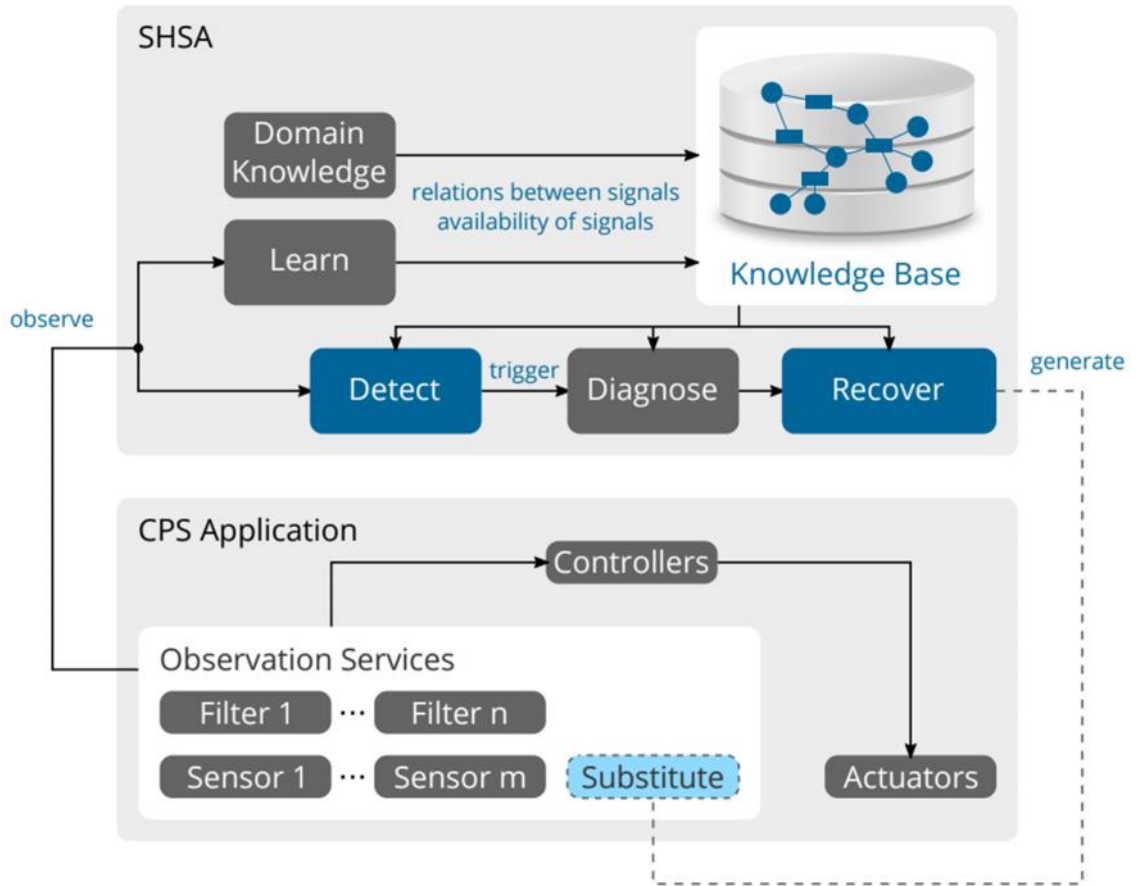 SHSA
Domain
Knowledge
relations between signals
availability of signals
Learn
Knowledge Base
observe
Detect
trigger
Diagnose
Recover
generate
CPS Application
Controllers
Observation Services
Filter 1 ... Filter n
Sensor 1 ... Sensor m
Substitute
Actuators